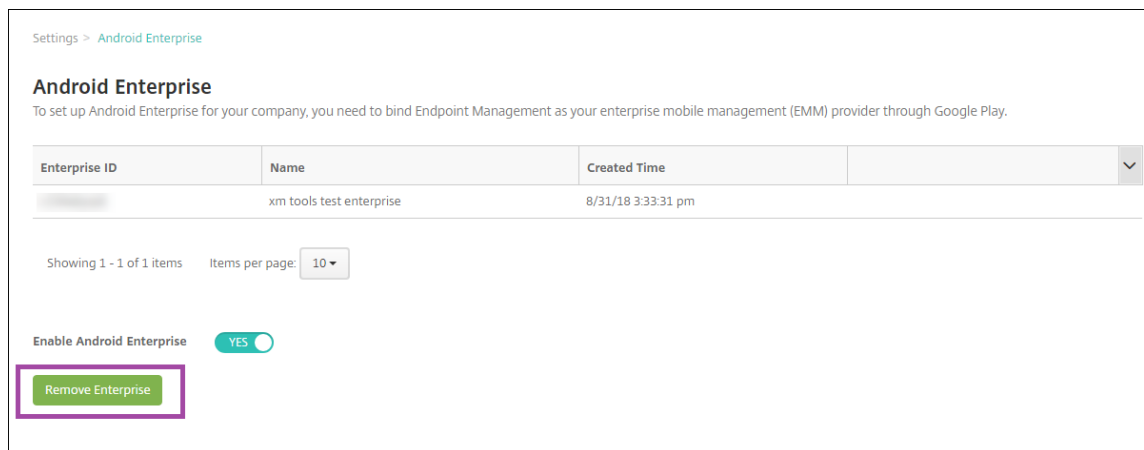 Settings > Android Enterprise
Android Enterprise
To set up Android Enterprise for your company, you need to bind Endpoint Management as your enterprise mobile management (EMM) provider through Google Play.
Enterprise ID Name Created Time
xm tools test enterprise 8/31/18 3:33:31 pm
Showing 1 - 1 of 1 items Items per page: 10
Enable Android Enterprise YES
Remove Enterprise